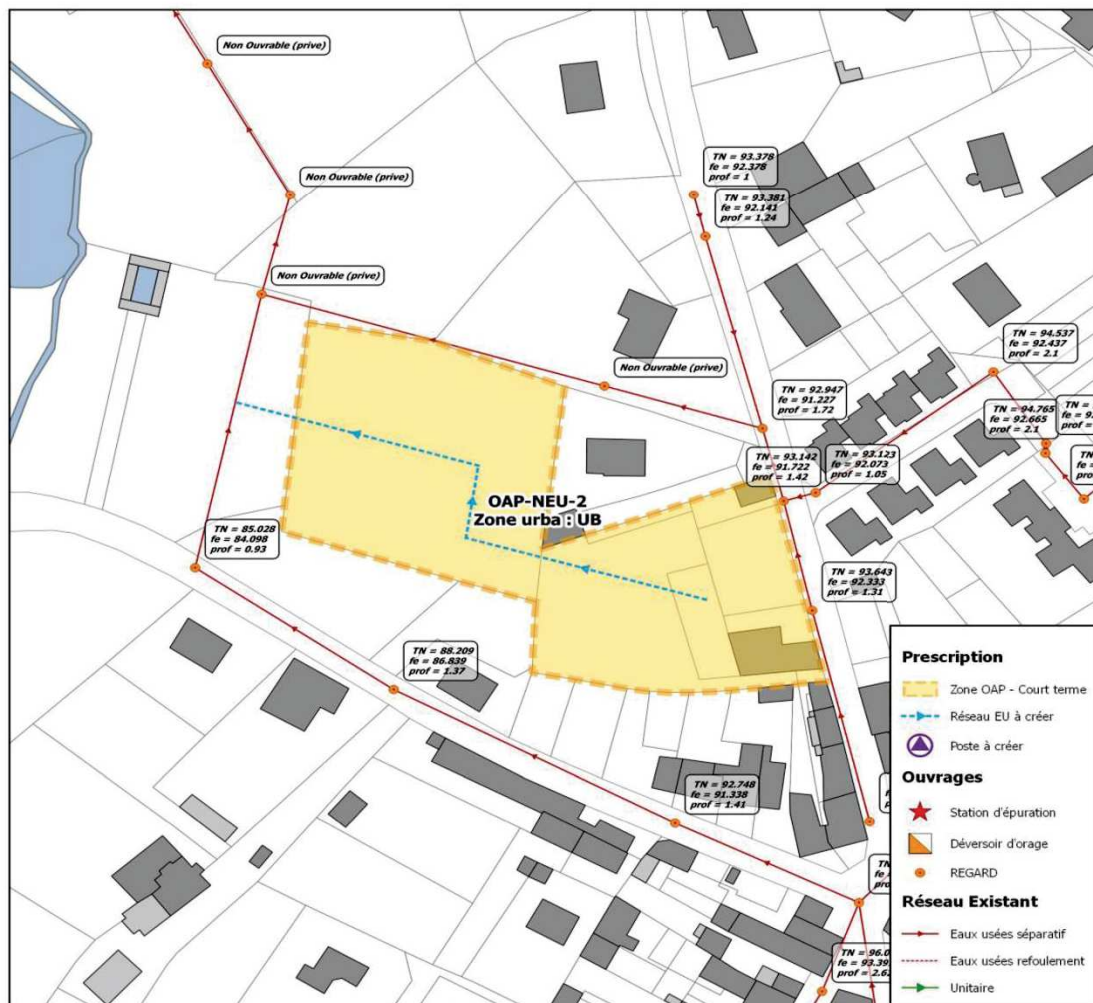 Non Ouvrable (prive)
Non Ouvrable (prive)
TN = 93.378
fe = 92.378
prof = 1
TN = 93.381
fe = 92.141
prof = 1.24
Non Ouvrable (prive)
TN = 94.537
fe = 92.437
prof = 2.1
Non Ouvrable (prive)
TN = 92.947
fe = 91.227
prof = 1.72
TN = 94.765
fe = 92.665
prof = 2.1
TN = 93.142
fe = 91.722
prof = 1.42
TN = 93.123
fe = 92.073
prof = 1.05
OAP-NEU-2
Zone urba : UB
TN = 85.028
fe = 84.098
prof = 0.93
TN = 93.643
fe = 92.333
prof = 1.31
TN = 88.209
fe = 86.839
prof = 1.37
TN = 92.748
fe = 91.338
prof = 1.41
Prescription
Zone OAP - Court terme
Réseau EU à créer
Poste à créer
Ouvrages
Station d'épuration
Déversoir d'orage
REGARD
Réseau Existant
Eaux usées séparatif
Eaux usées refoulement
Unitaire